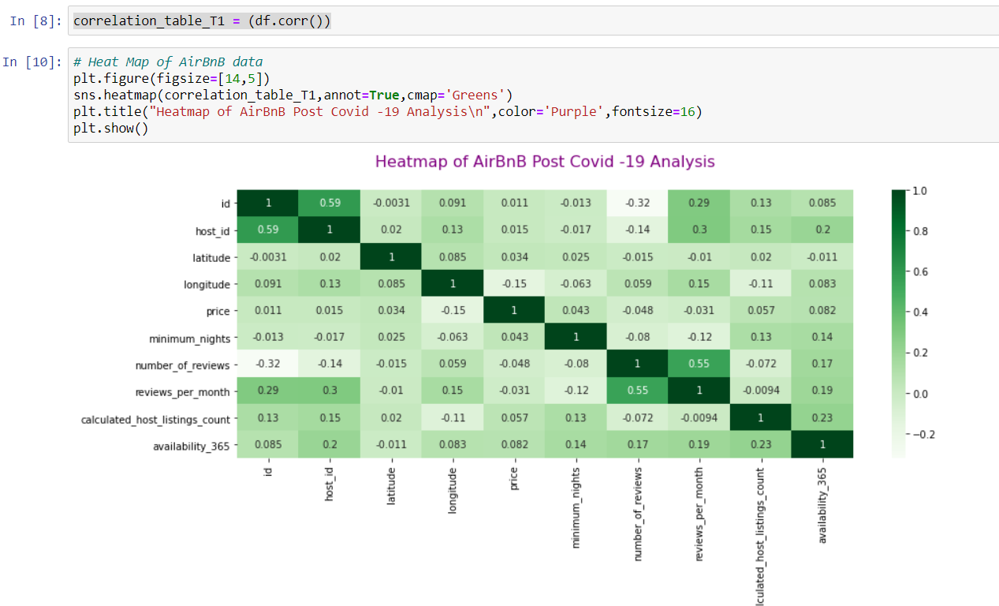 In [8]: correlation_table_T1 = (df.corr())
In [10]: # Heat Map of AirBnB data
plt.figure(figsize=[14,5])
sns.heatmap(correlation_table_T1,annot=True,cmap='Greens')
plt.title("Heatmap of AirBnB Post Covid -19 Analysis\n",color='Purple',fontsize=16)
plt.show()
Heatmap of AirBnB Post Covid -19 Analysis
id 1 0.59 -0.0031 0.091 0.011 -0.013 -0.32 0.29 0.13 0.085
host_id 0.59 1 0.02 0.13 0.015 -0.017 -0.14 0.3 0.15 0.2
latitude -0.0031 0.02 1 0.085 0.034 0.025 -0.015 -0.01 0.02 -0.011
longitude 0.091 0.13 0.085 1 -0.15 -0.063 0.059 0.15 -0.11 0.083
price 0.011 0.015 0.034 -0.15 1 0.043 -0.048 -0.031 0.057 0.082
minimum_nights -0.013 -0.017 0.025 -0.063 0.043 1 -0.08 -0.12 0.13 0.14
number_of_reviews -0.32 -0.14 -0.015 0.059 -0.048 -0.08 1 0.55 -0.072 0.17
reviews_per_month 0.29 0.3 -0.01 0.15 -0.031 -0.12 0.55 1 -0.0094 0.19
calculated_host_listings_count 0.13 0.15 0.02 -0.11 0.057 0.13 -0.072 -0.0094 1 0.23
availability_365 0.085 0.2 -0.011 0.083 0.082 0.14 0.17 0.19 0.23 1
id
host_id
latitude
longitude
price
minimum_nights
number_of_reviews
reviews_per_month
lculated_host_listings_count
availability_365
1.0
0.8
0.6
0.4
0.2
0.0
−0.2